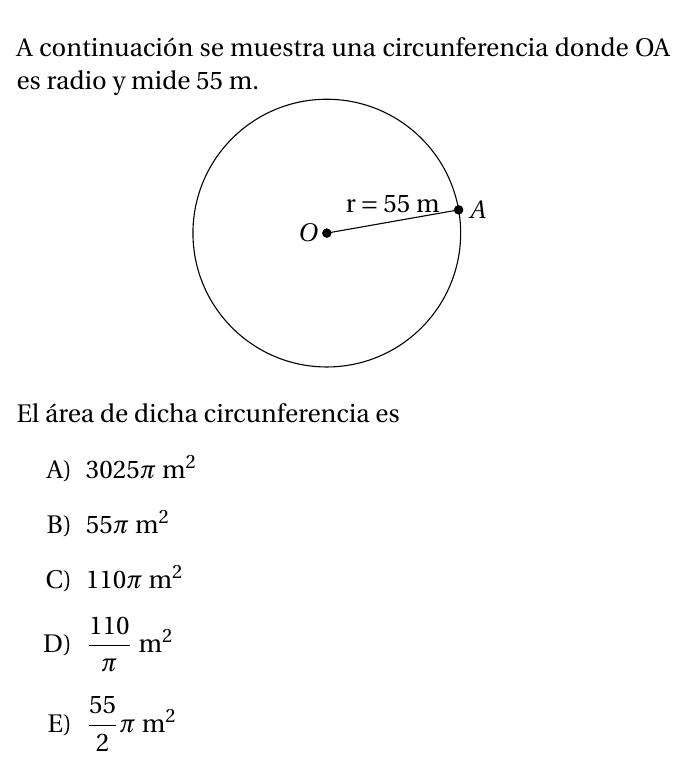 A continuación se muestra una circunferencia donde OA
es radio y mide 55 m.
r = 55 m
A
O
El área de dicha circunferencia es
A) 3025π m²
B) 55π m²
C) 110π m²
D) 110/π m²
E) 55/2 π m²